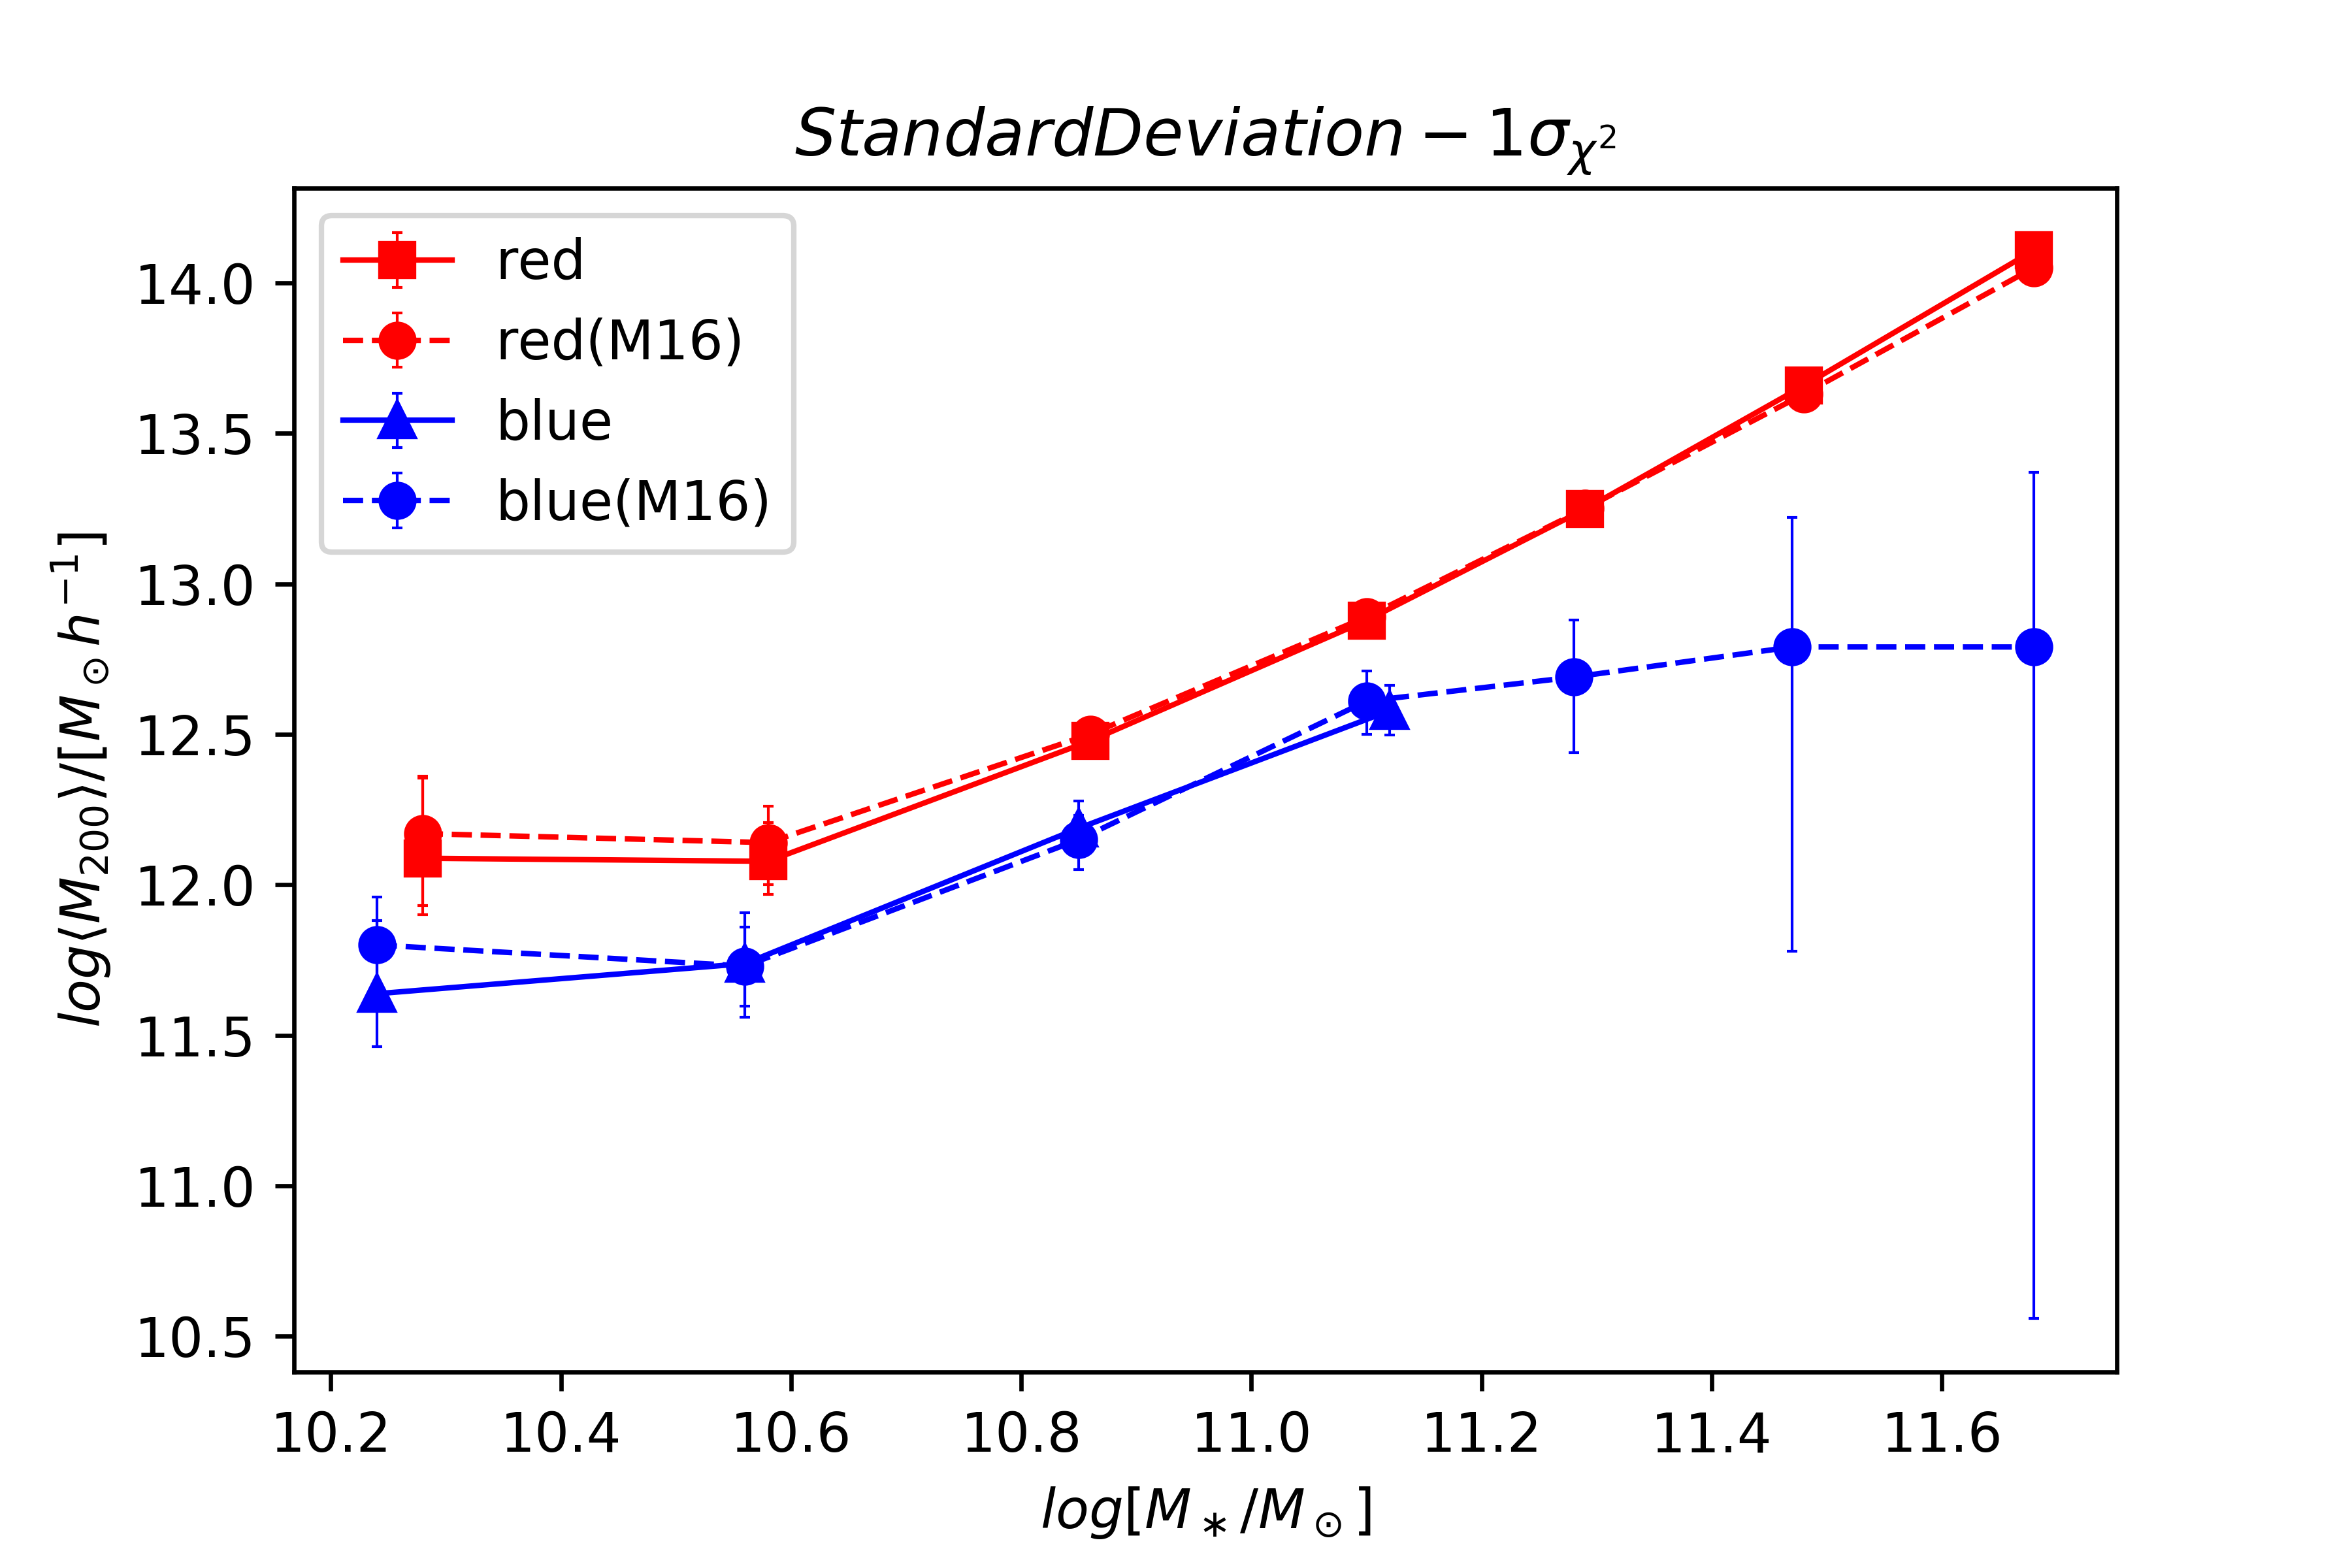 StandardDeviation − 1σχ²
red
red(M16)
blue
blue(M16)
log⟨M₂₀₀⟩/[M⊙h⁻¹]
14.0
13.5
13.0
12.5
12.0
11.5
11.0
10.5
10.2 10.4 10.6 10.8 11.0 11.2 11.4 11.6
log[M∗/M⊙]